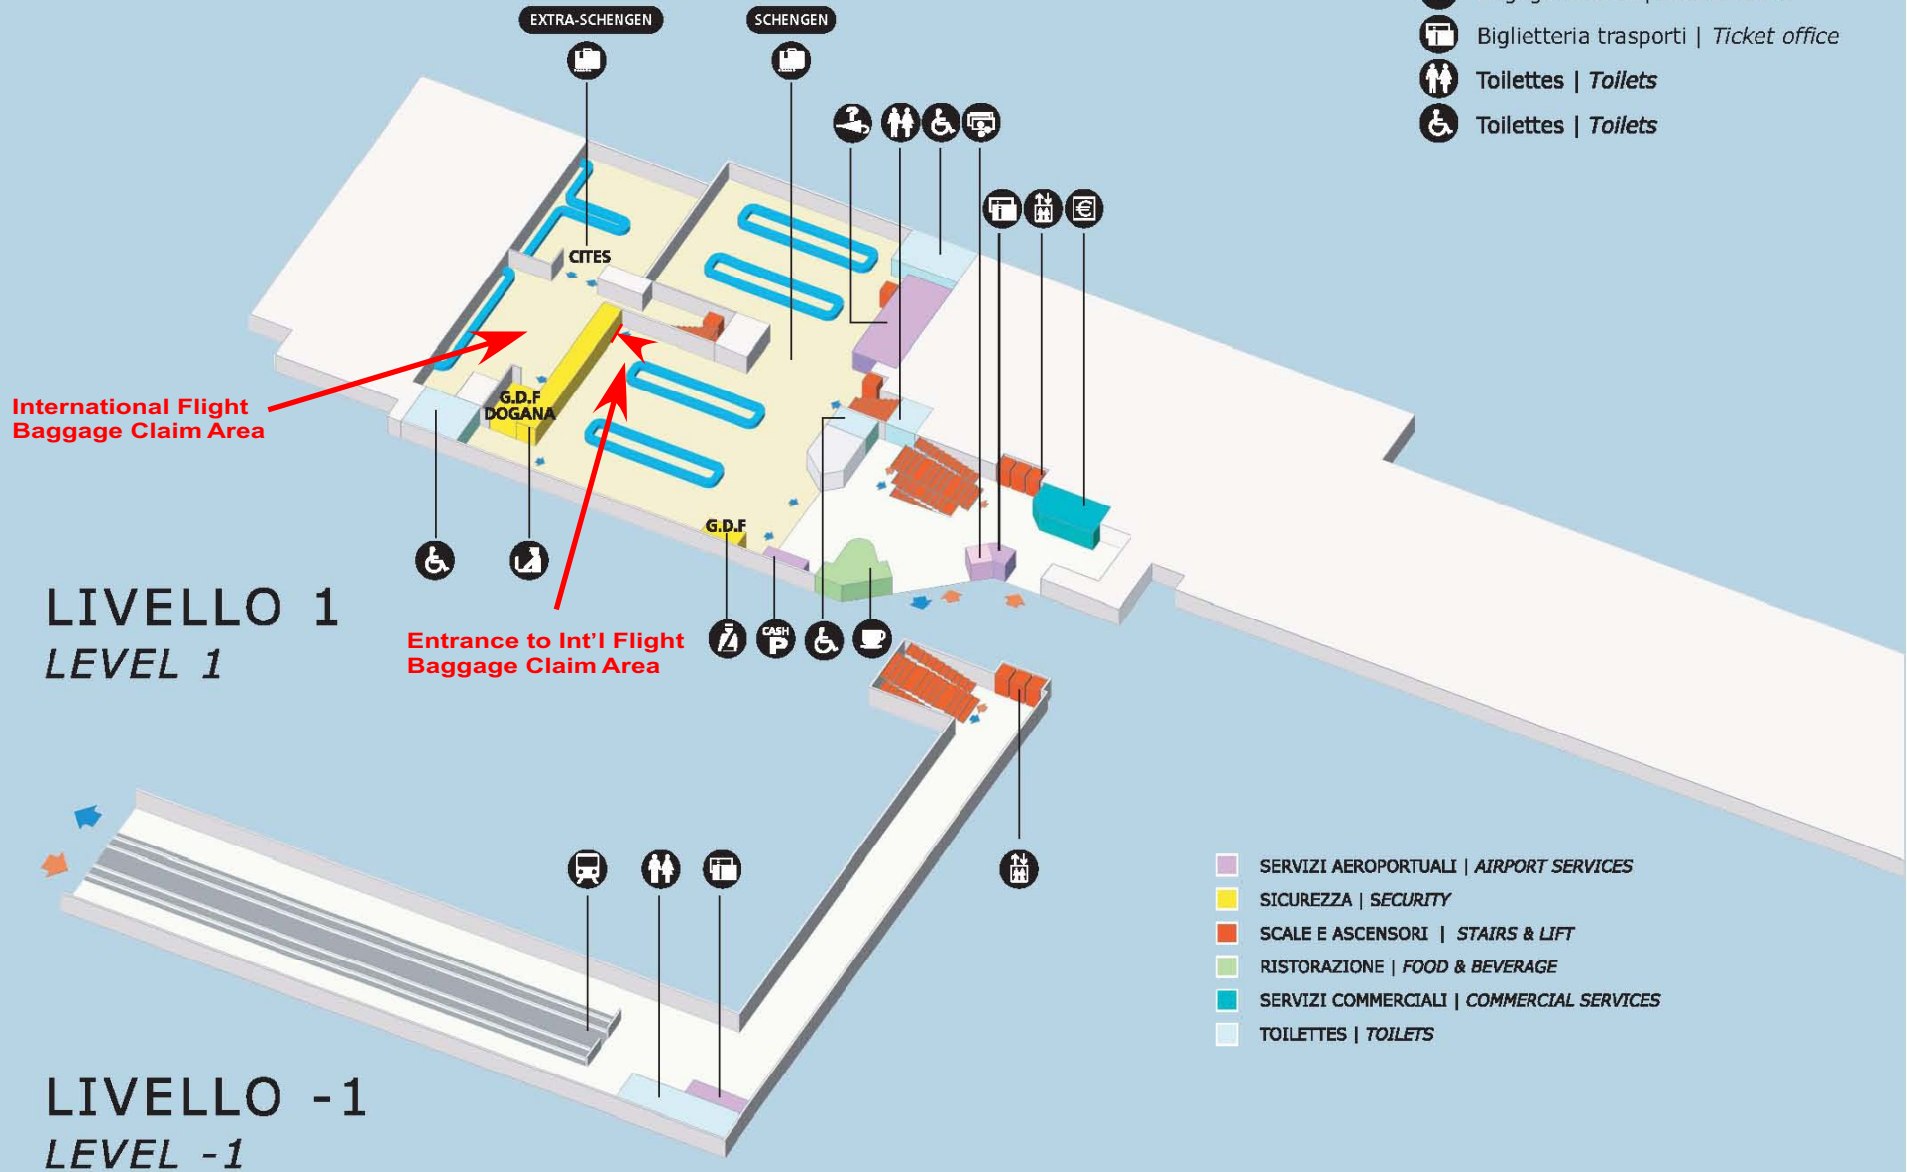 EXTRA-SCHENGEN
SCHENGEN
Biglietteria trasporti | Ticket office
Toilettes | Toilets
Toilettes | Toilets
CITES
International Flight
Baggage Claim Area
G.D.F
DOGANA
G.D.F
LIVELLO 1
LEVEL 1
Entrance to Int'l Flight
Baggage Claim Area
CASH
P
SERVIZI AEROPORTUALI | AIRPORT SERVICES
SICUREZZA | SECURITY
SCALE E ASCENSORI | STAIRS & LIFT
RISTORAZIONE | FOOD & BEVERAGE
SERVIZI COMMERCIALI | COMMERCIAL SERVICES
TOILETTES | TOILETS
LIVELLO -1
LEVEL -1